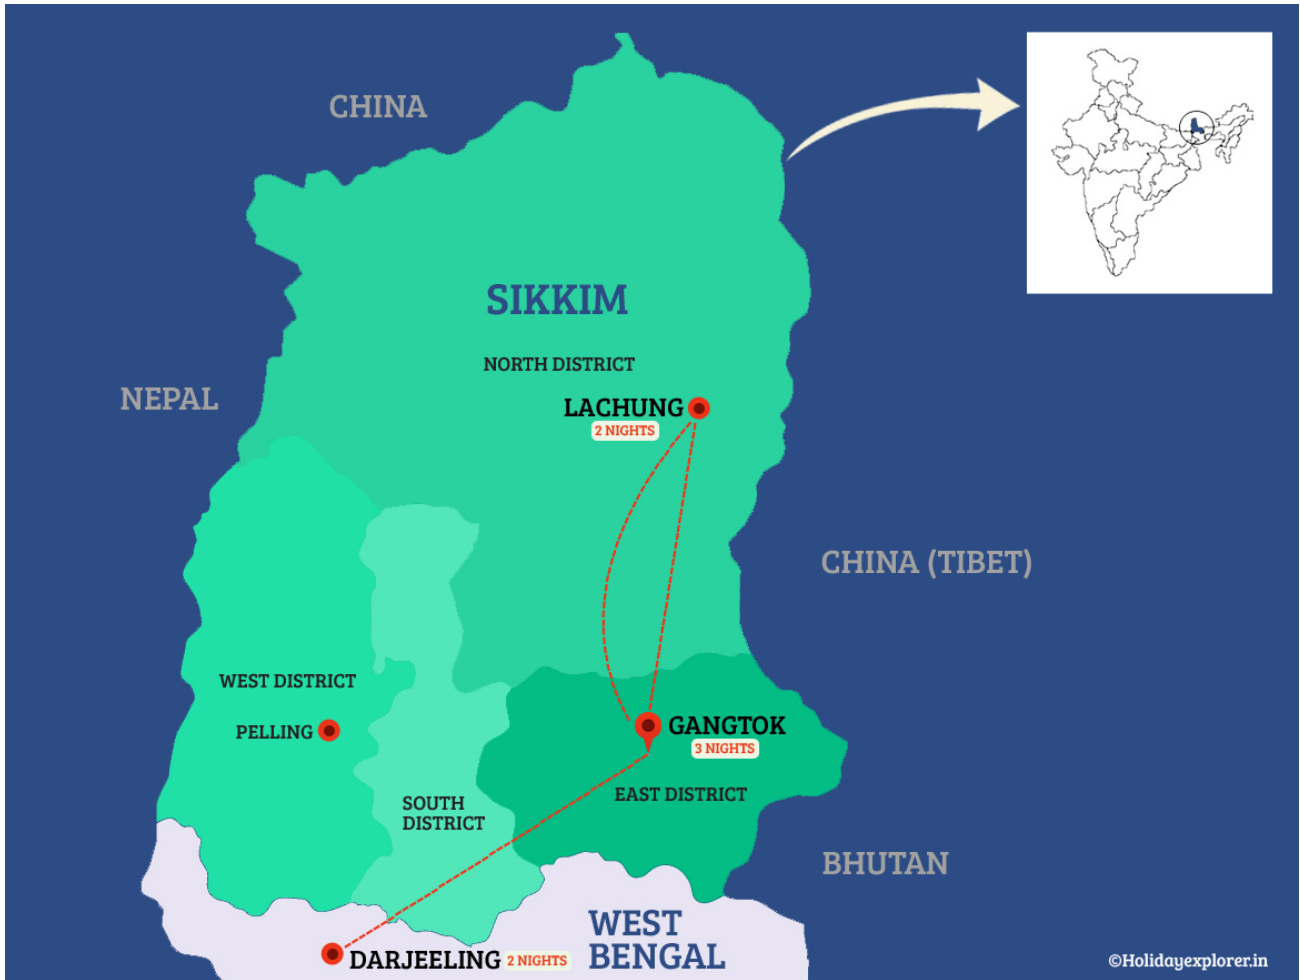 CHINA
SIKKIM
NORTH DISTRICT
NEPAL
LACHUNG
2 NIGHTS
CHINA (TIBET)
WEST DISTRICT
PELLING
GANGTOK
3 NIGHTS
EAST DISTRICT
SOUTH
DISTRICT
BHUTAN
WEST
BENGAL
DARJEELING 2 NIGHTS
©Holidayexplorer.in